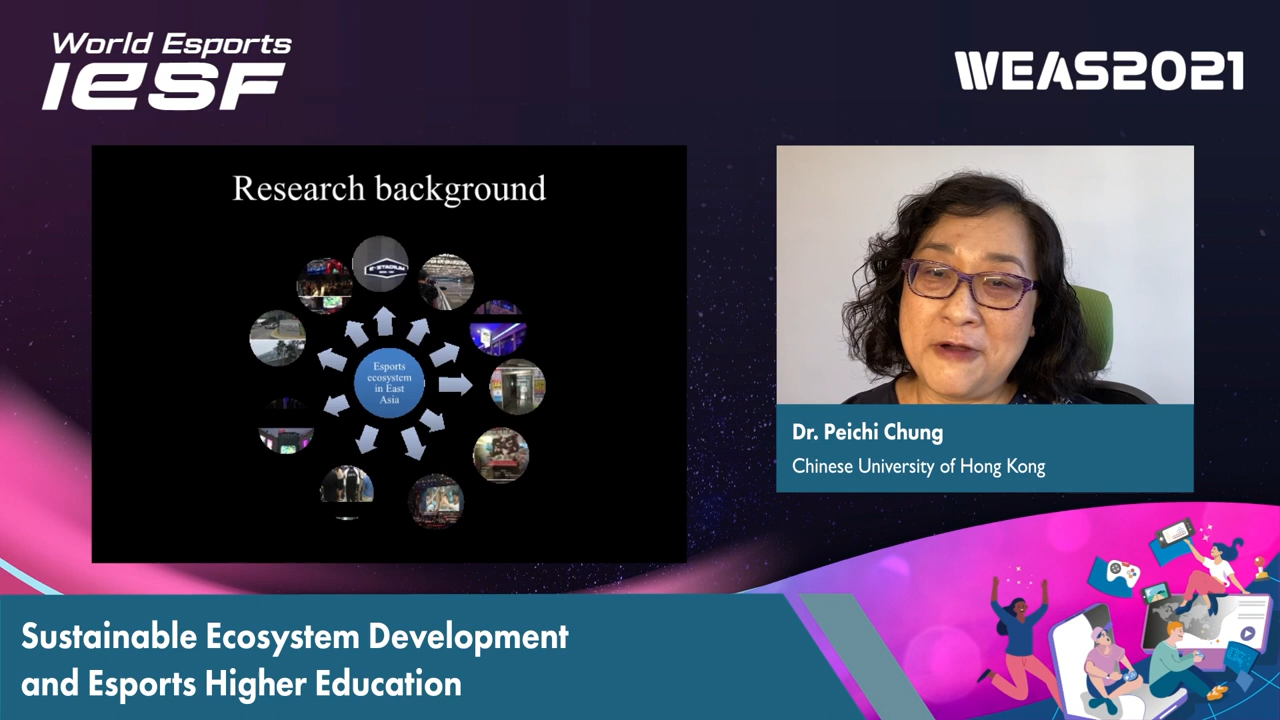 World Esports
IESF
WEAS2021
Research background
E-STADIUM
Esports
ecosystem
in East
Asia
Dr. Peichi Chung
Chinese University of Hong Kong
Sustainable Ecosystem Development
and Esports Higher Education